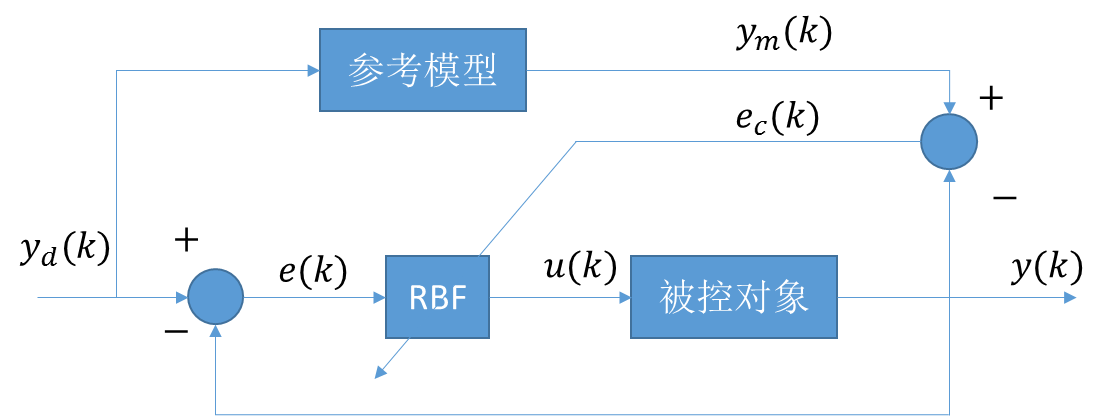 y_m(k)
参考模型
+
e_c(k)
−
y_d(k)
+
e(k)
u(k)
y(k)
RBF
被控对象
−